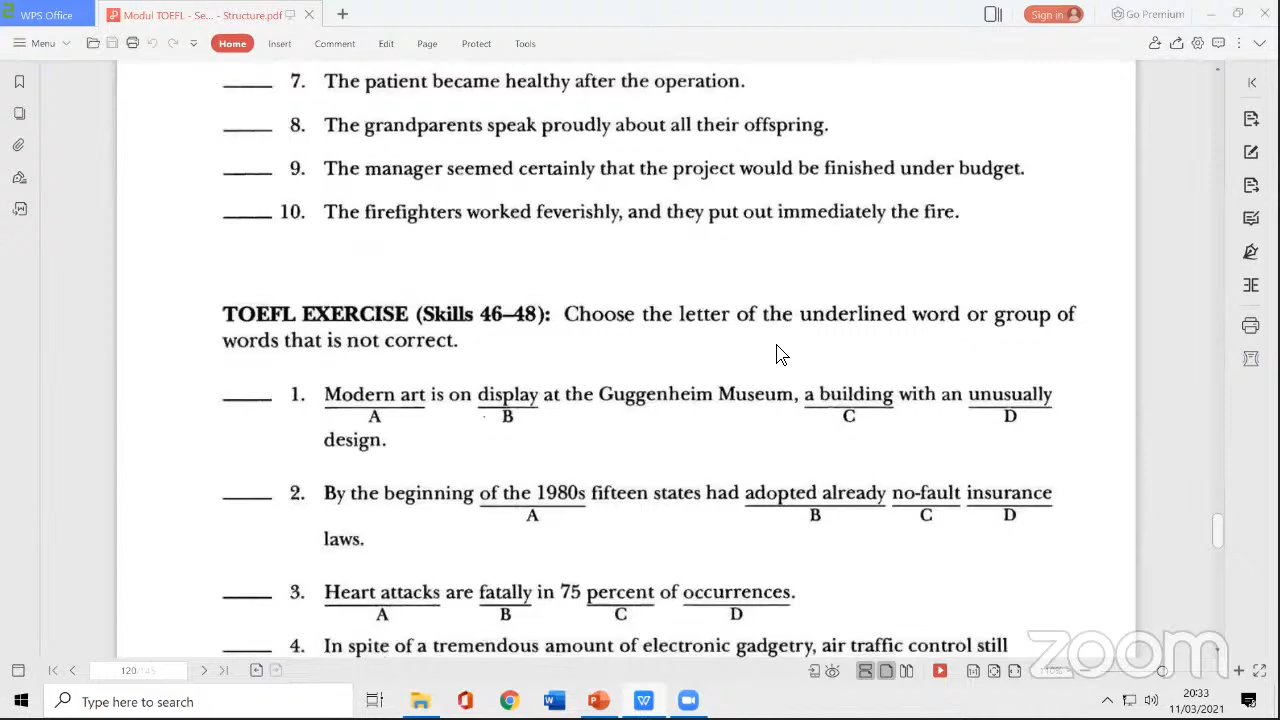 WPS Office
Modul TOEFL - Se... - Structure.pdf
Sign in
Go Premium
Menu
Home
Insert
Comment
Edit
Page
Protect
Tools
7. The patient became healthy after the operation.
8. The grandparents speak proudly about all their offspring.
9. The manager seemed certainly that the project would be finished under budget.
10. The firefighters worked feverishly, and they put out immediately the fire.
TOEFL EXERCISE (Skills 46–48): Choose the letter of the underlined word or group of
words that is not correct.
1. Modern art is on display at the Guggenheim Museum, a building with an unusually
A B C D
design.
2. By the beginning of the 1980s fifteen states had adopted already no-fault insurance
A B C D
laws.
3. Heart attacks are fatally in 75 percent of occurrences.
A B C D
4. In spite of a tremendous amount of electronic gadgetry, air traffic control still
zoom
120/145
Type here to search
20:33
11/03/2021